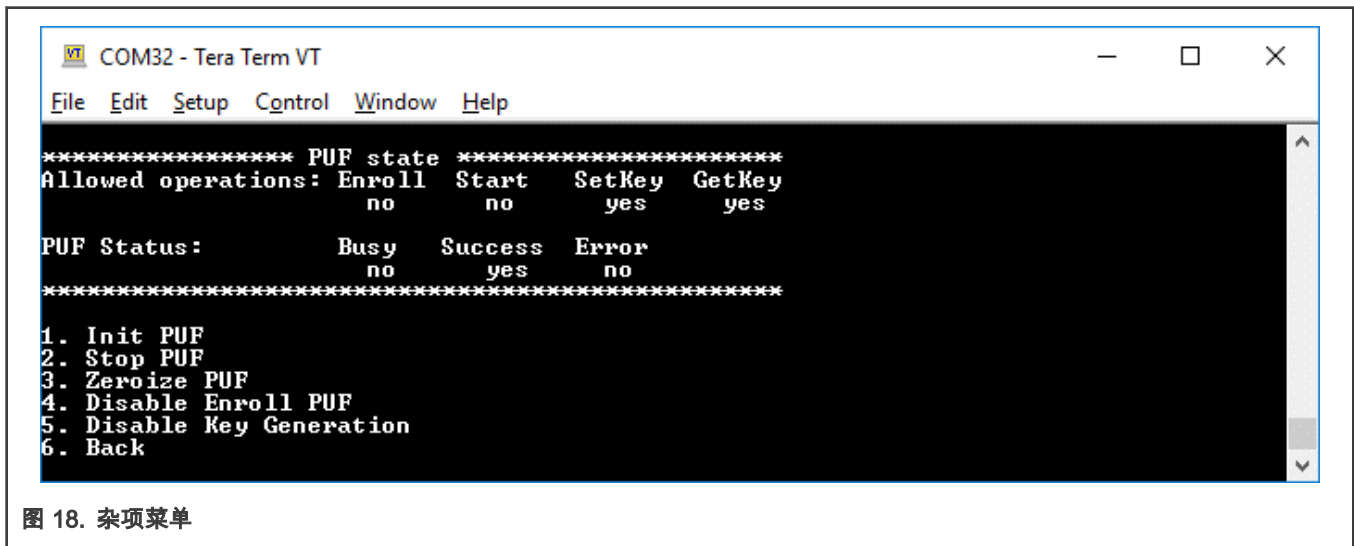 COM32 - Tera Term VT
File Edit Setup Control Window Help
***************** PUF state **********************
Allowed operations: Enroll Start SetKey GetKey
no no yes yes
PUF Status: Busy Success Error
no yes no
**************************************************
1. Init PUF
2. Stop PUF
3. Zeroize PUF
4. Disable Enroll PUF
5. Disable Key Generation
6. Back
图 18. 杂项菜单